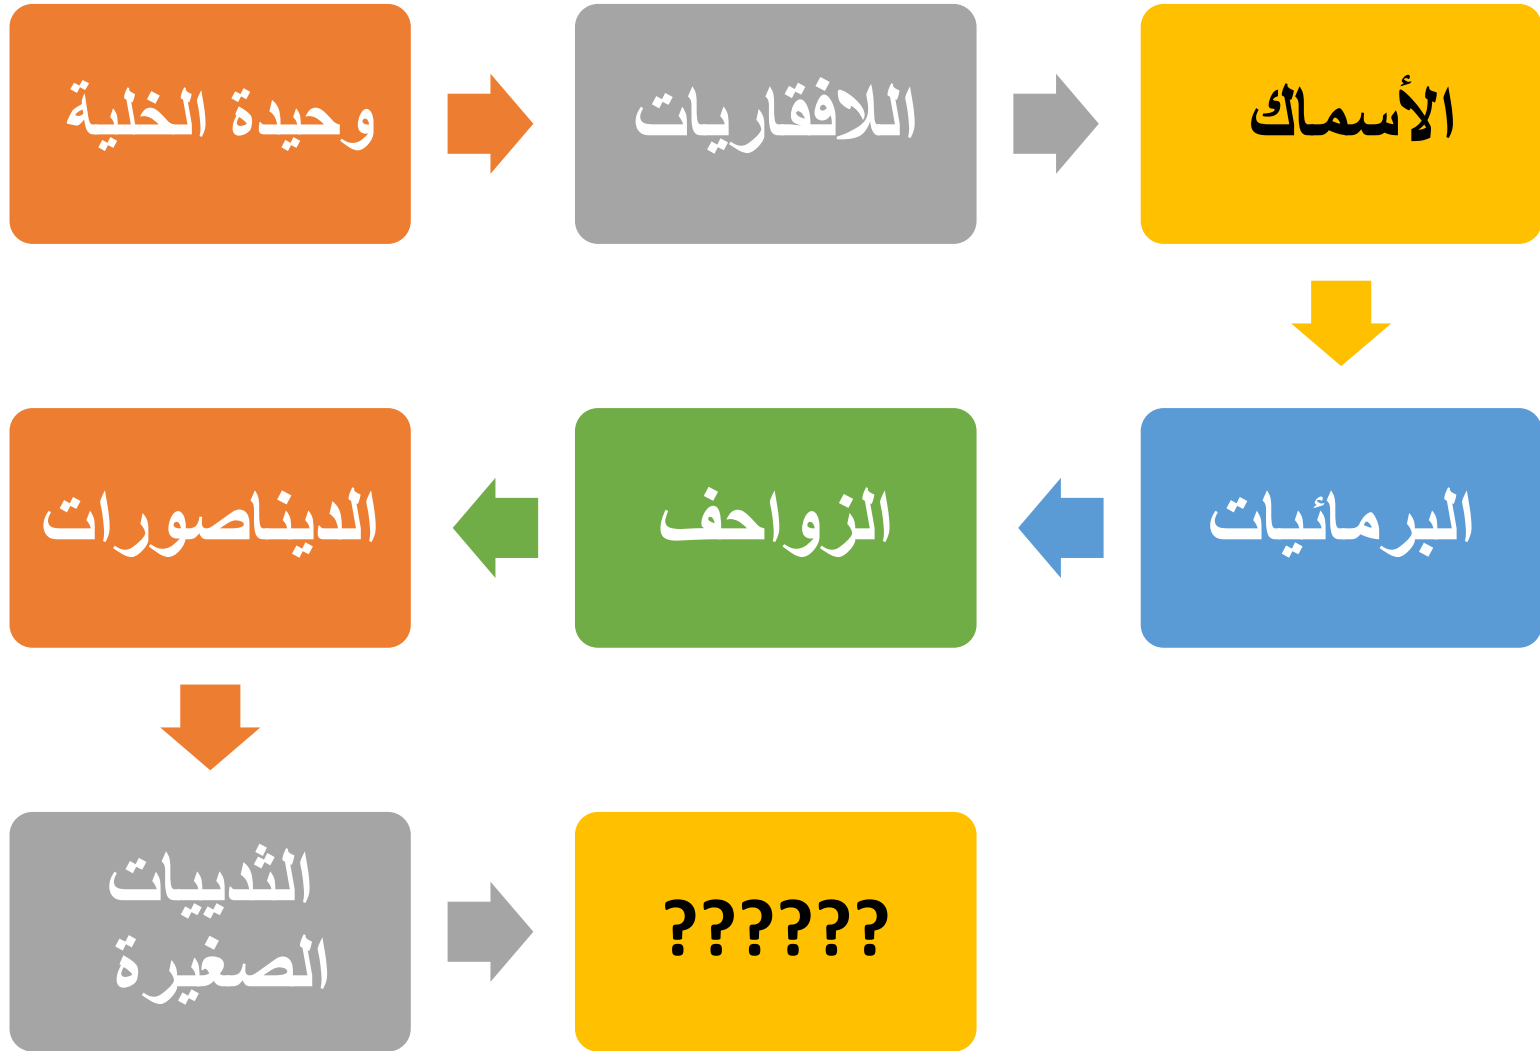 وحيدة الخلية
اللافقاريات
الأسماك
البرمائيات
الزواحف
الديناصورات
الثدييات
الصغيرة
??????